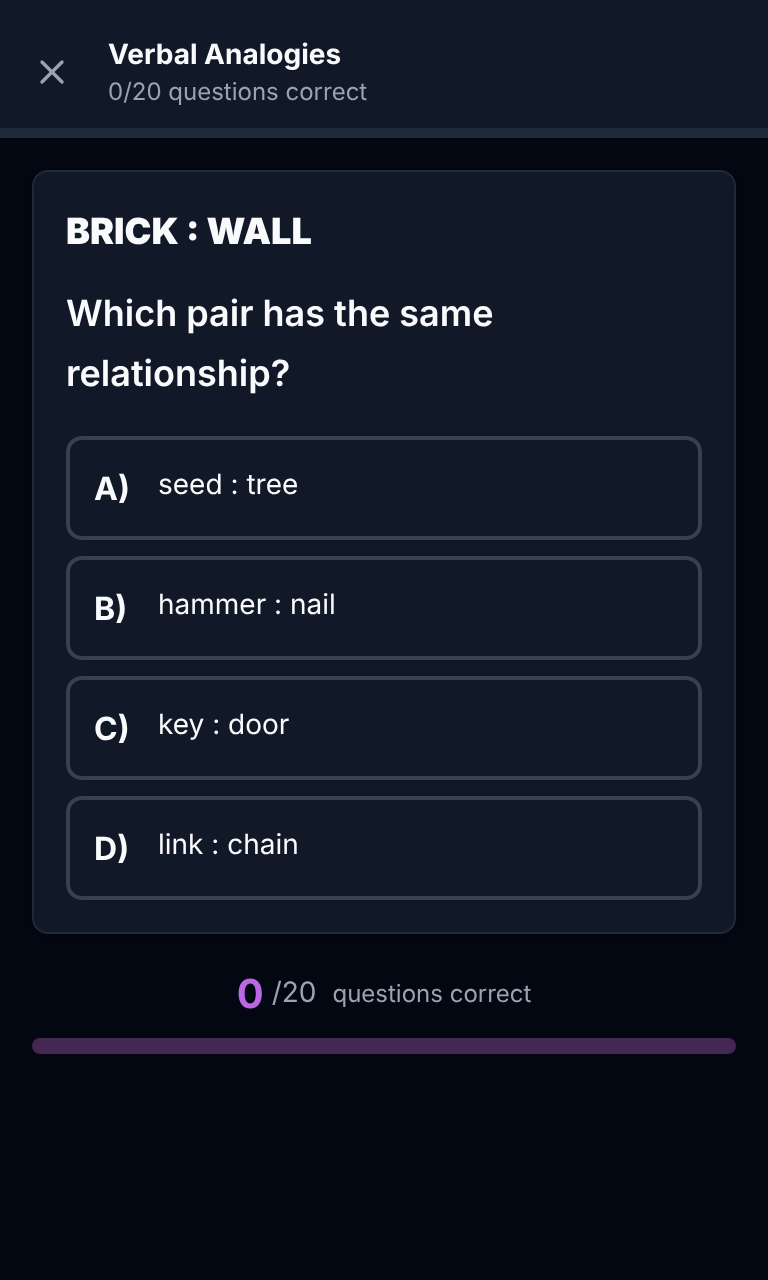 Verbal Analogies
0/20 questions correct
BRICK : WALL
Which pair has the same
relationship?
A) seed : tree
B) hammer : nail
C) key : door
D) link : chain
0 /20 questions correct